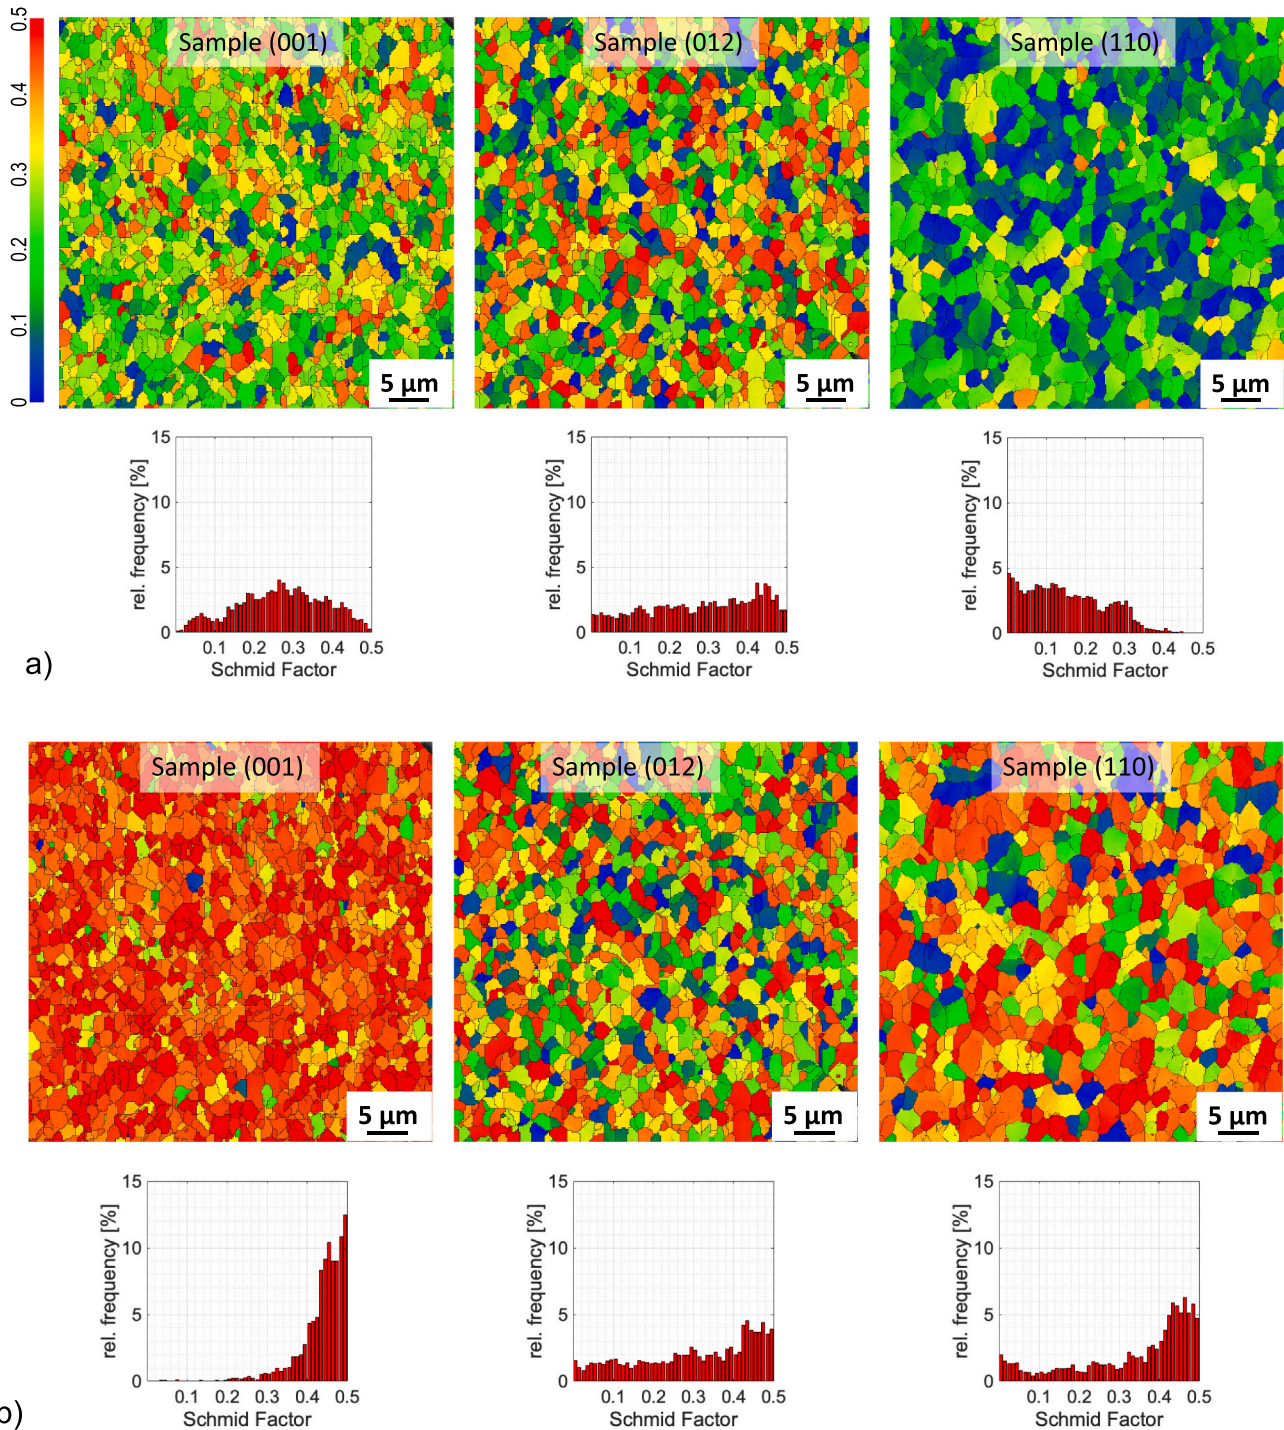 0.5
0.4
0.3
0.2
0.1
0
Sample (001)
Sample (012)
Sample (110)
5 µm
5 µm
5 µm
15
10
5
0
rel. frequency [%]
0.1 0.2 0.3 0.4 0.5
Schmid Factor
15
10
5
0
rel. frequency [%]
0.1 0.2 0.3 0.4 0.5
Schmid Factor
15
10
5
0
rel. frequency [%]
0.1 0.2 0.3 0.4 0.5
Schmid Factor
a)
Sample (001)
Sample (012)
Sample (110)
5 µm
5 µm
5 µm
15
10
5
0
rel. frequency [%]
0.1 0.2 0.3 0.4 0.5
Schmid Factor
15
10
5
0
rel. frequency [%]
0.1 0.2 0.3 0.4 0.5
Schmid Factor
15
10
5
0
rel. frequency [%]
0.1 0.2 0.3 0.4 0.5
Schmid Factor
b)